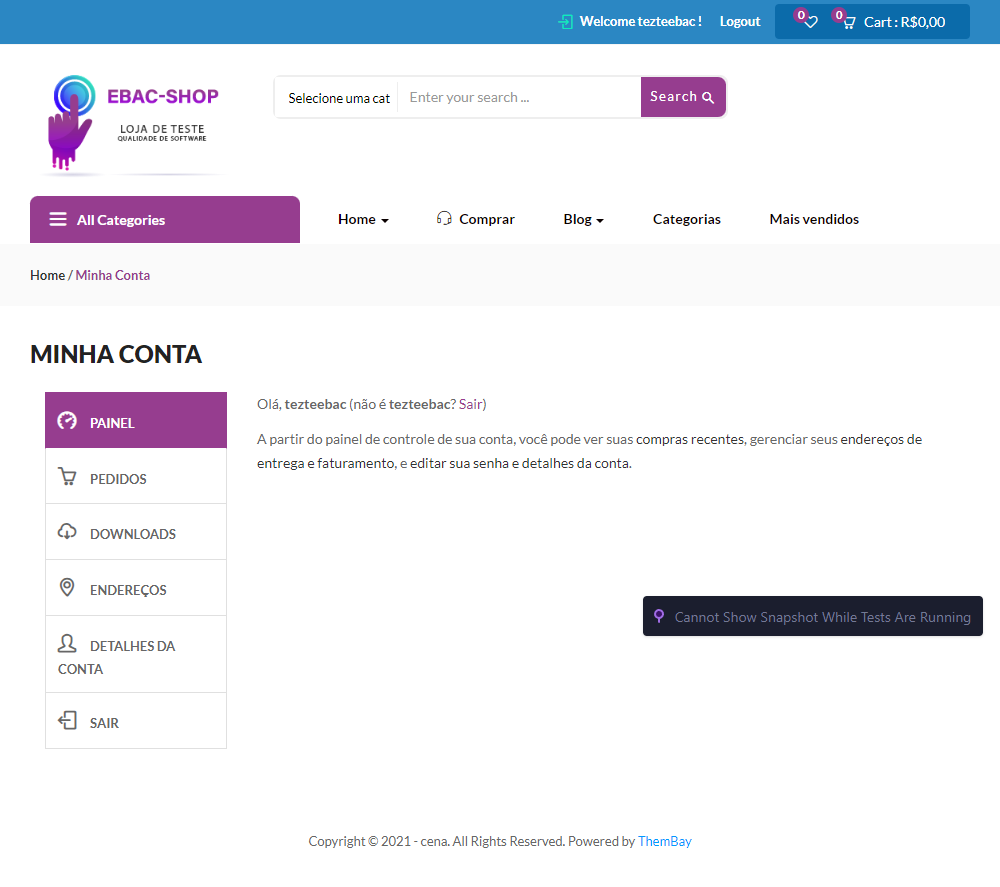 Welcome tezteebac ! Logout 0 0 Cart : R$0,00
EBAC-SHOP
LOJA DE TESTE
QUALIDADE DE SOFTWARE
Selecione uma cat Enter your search ... Search
All Categories Home Comprar Blog Categorias Mais vendidos
Home / Minha Conta
MINHA CONTA
PAINEL
PEDIDOS
DOWNLOADS
ENDEREÇOS
DETALHES DA
CONTA
SAIR
Olá, tezteebac (não é tezteebac? Sair)
A partir do painel de controle de sua conta, você pode ver suas compras recentes, gerenciar seus endereços de
entrega e faturamento, e editar sua senha e detalhes da conta.
Cannot Show Snapshot While Tests Are Running
Copyright © 2021 - cena. All Rights Reserved. Powered by ThemBay